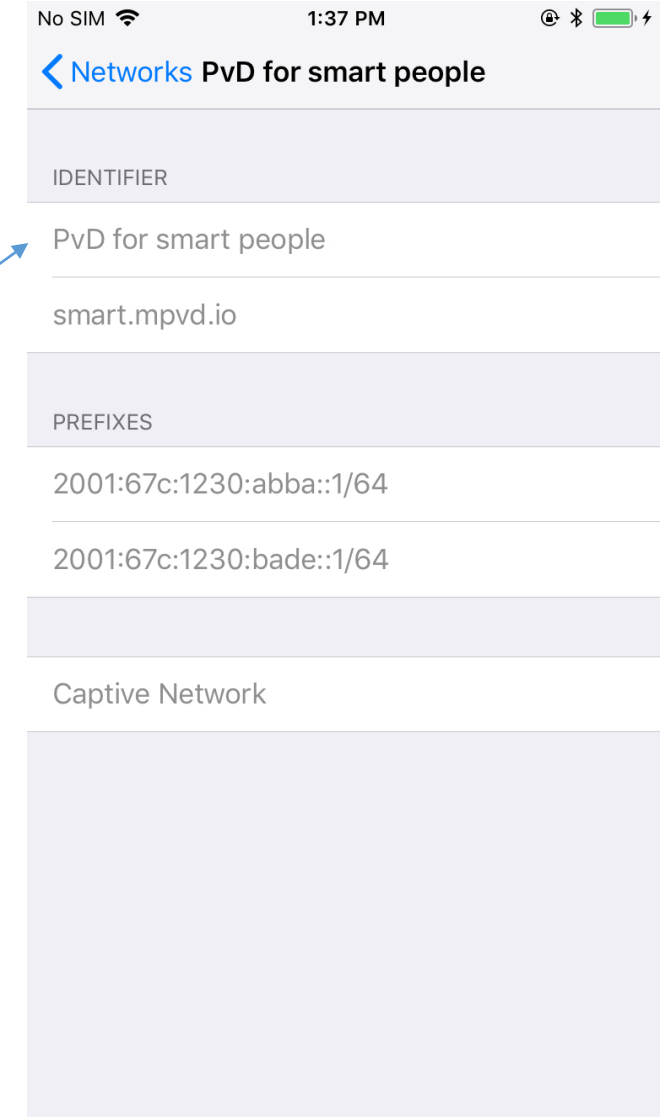 No SIM 1:37 PM
Networks PvD for smart people
IDENTIFIER
PvD for smart people
smart.mpvd.io
PREFIXES
2001:67c:1230:abba::1/64
2001:67c:1230:bade::1/64
Captive Network